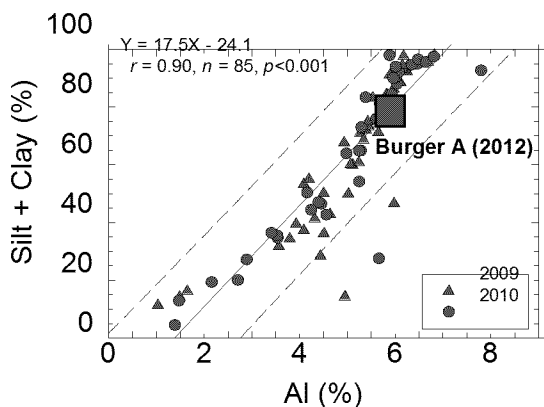 100
Y = 17.5X - 24.1
r = 0.90, n = 85, p<0.001
80
Burger A (2012)
60
40
20
2009
2010
0
0 2 4 6 8
Silt + Clay (%)
Al (%)